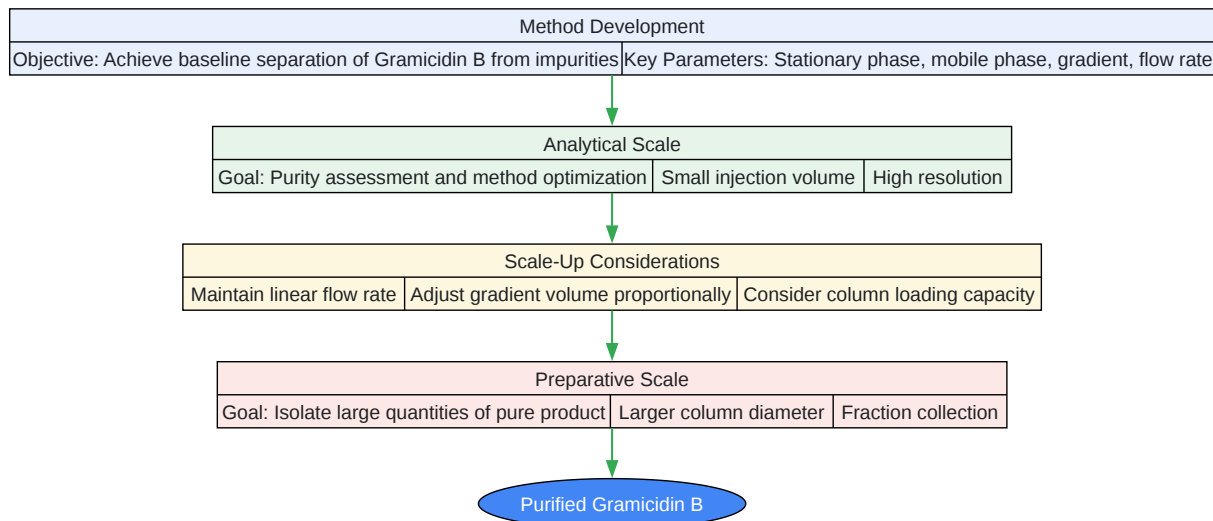 Method Development
Objective: Achieve baseline separation of Gramicidin B from impurities
Key Parameters: Stationary phase, mobile phase, gradient, flow rate
Analytical Scale
Goal: Purity assessment and method optimization
Small injection volume
High resolution
Scale-Up Considerations
Maintain linear flow rate
Adjust gradient volume proportionally
Consider column loading capacity
Preparative Scale
Goal: Isolate large quantities of pure product
Larger column diameter
Fraction collection
Purified Gramicidin B